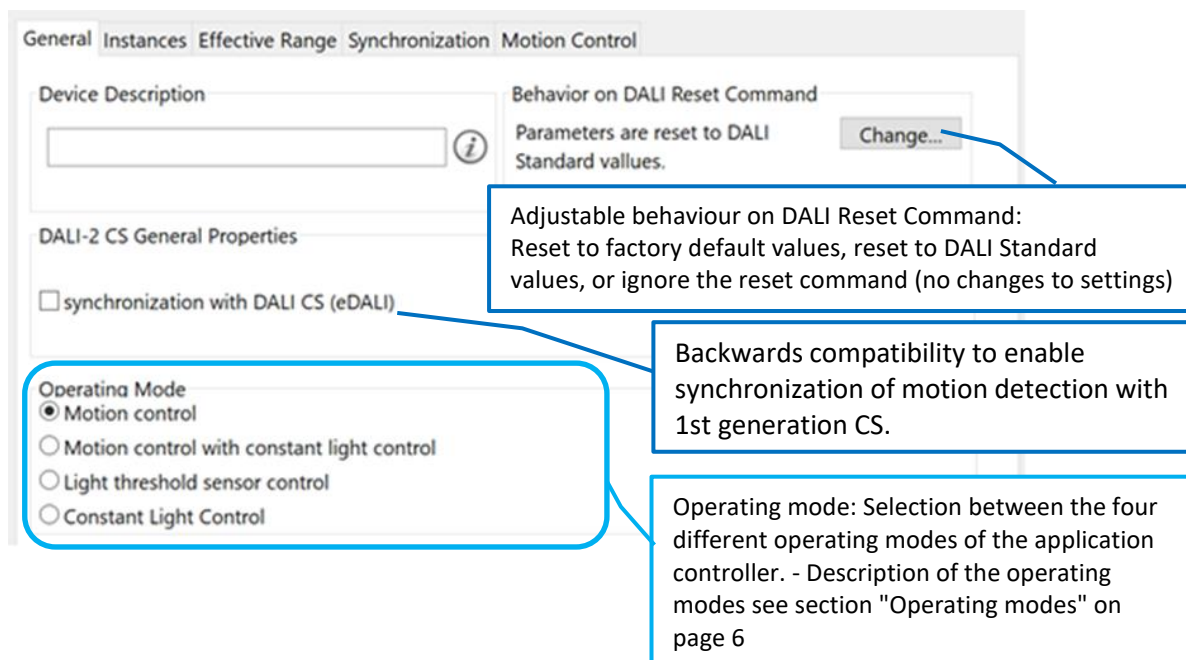 General Instances Effective Range Synchronization Motion Control
Device Description
Behavior on DALI Reset Command
Parameters are reset to DALI
Standard vallues.
Change...
Adjustable behaviour on DALI Reset Command:
Reset to factory default values, reset to DALI Standard
values, or ignore the reset command (no changes to settings)
DALI-2 CS General Properties
synchronization with DALI CS (eDALI)
Backwards compatibility to enable
synchronization of motion detection with
1st generation CS.
Operating Mode
Motion control
Motion control with constant light control
Light threshold sensor control
Constant Light Control
Operating mode: Selection between the four
different operating modes of the application
controller. - Description of the operating
modes see section "Operating modes" on
page 6